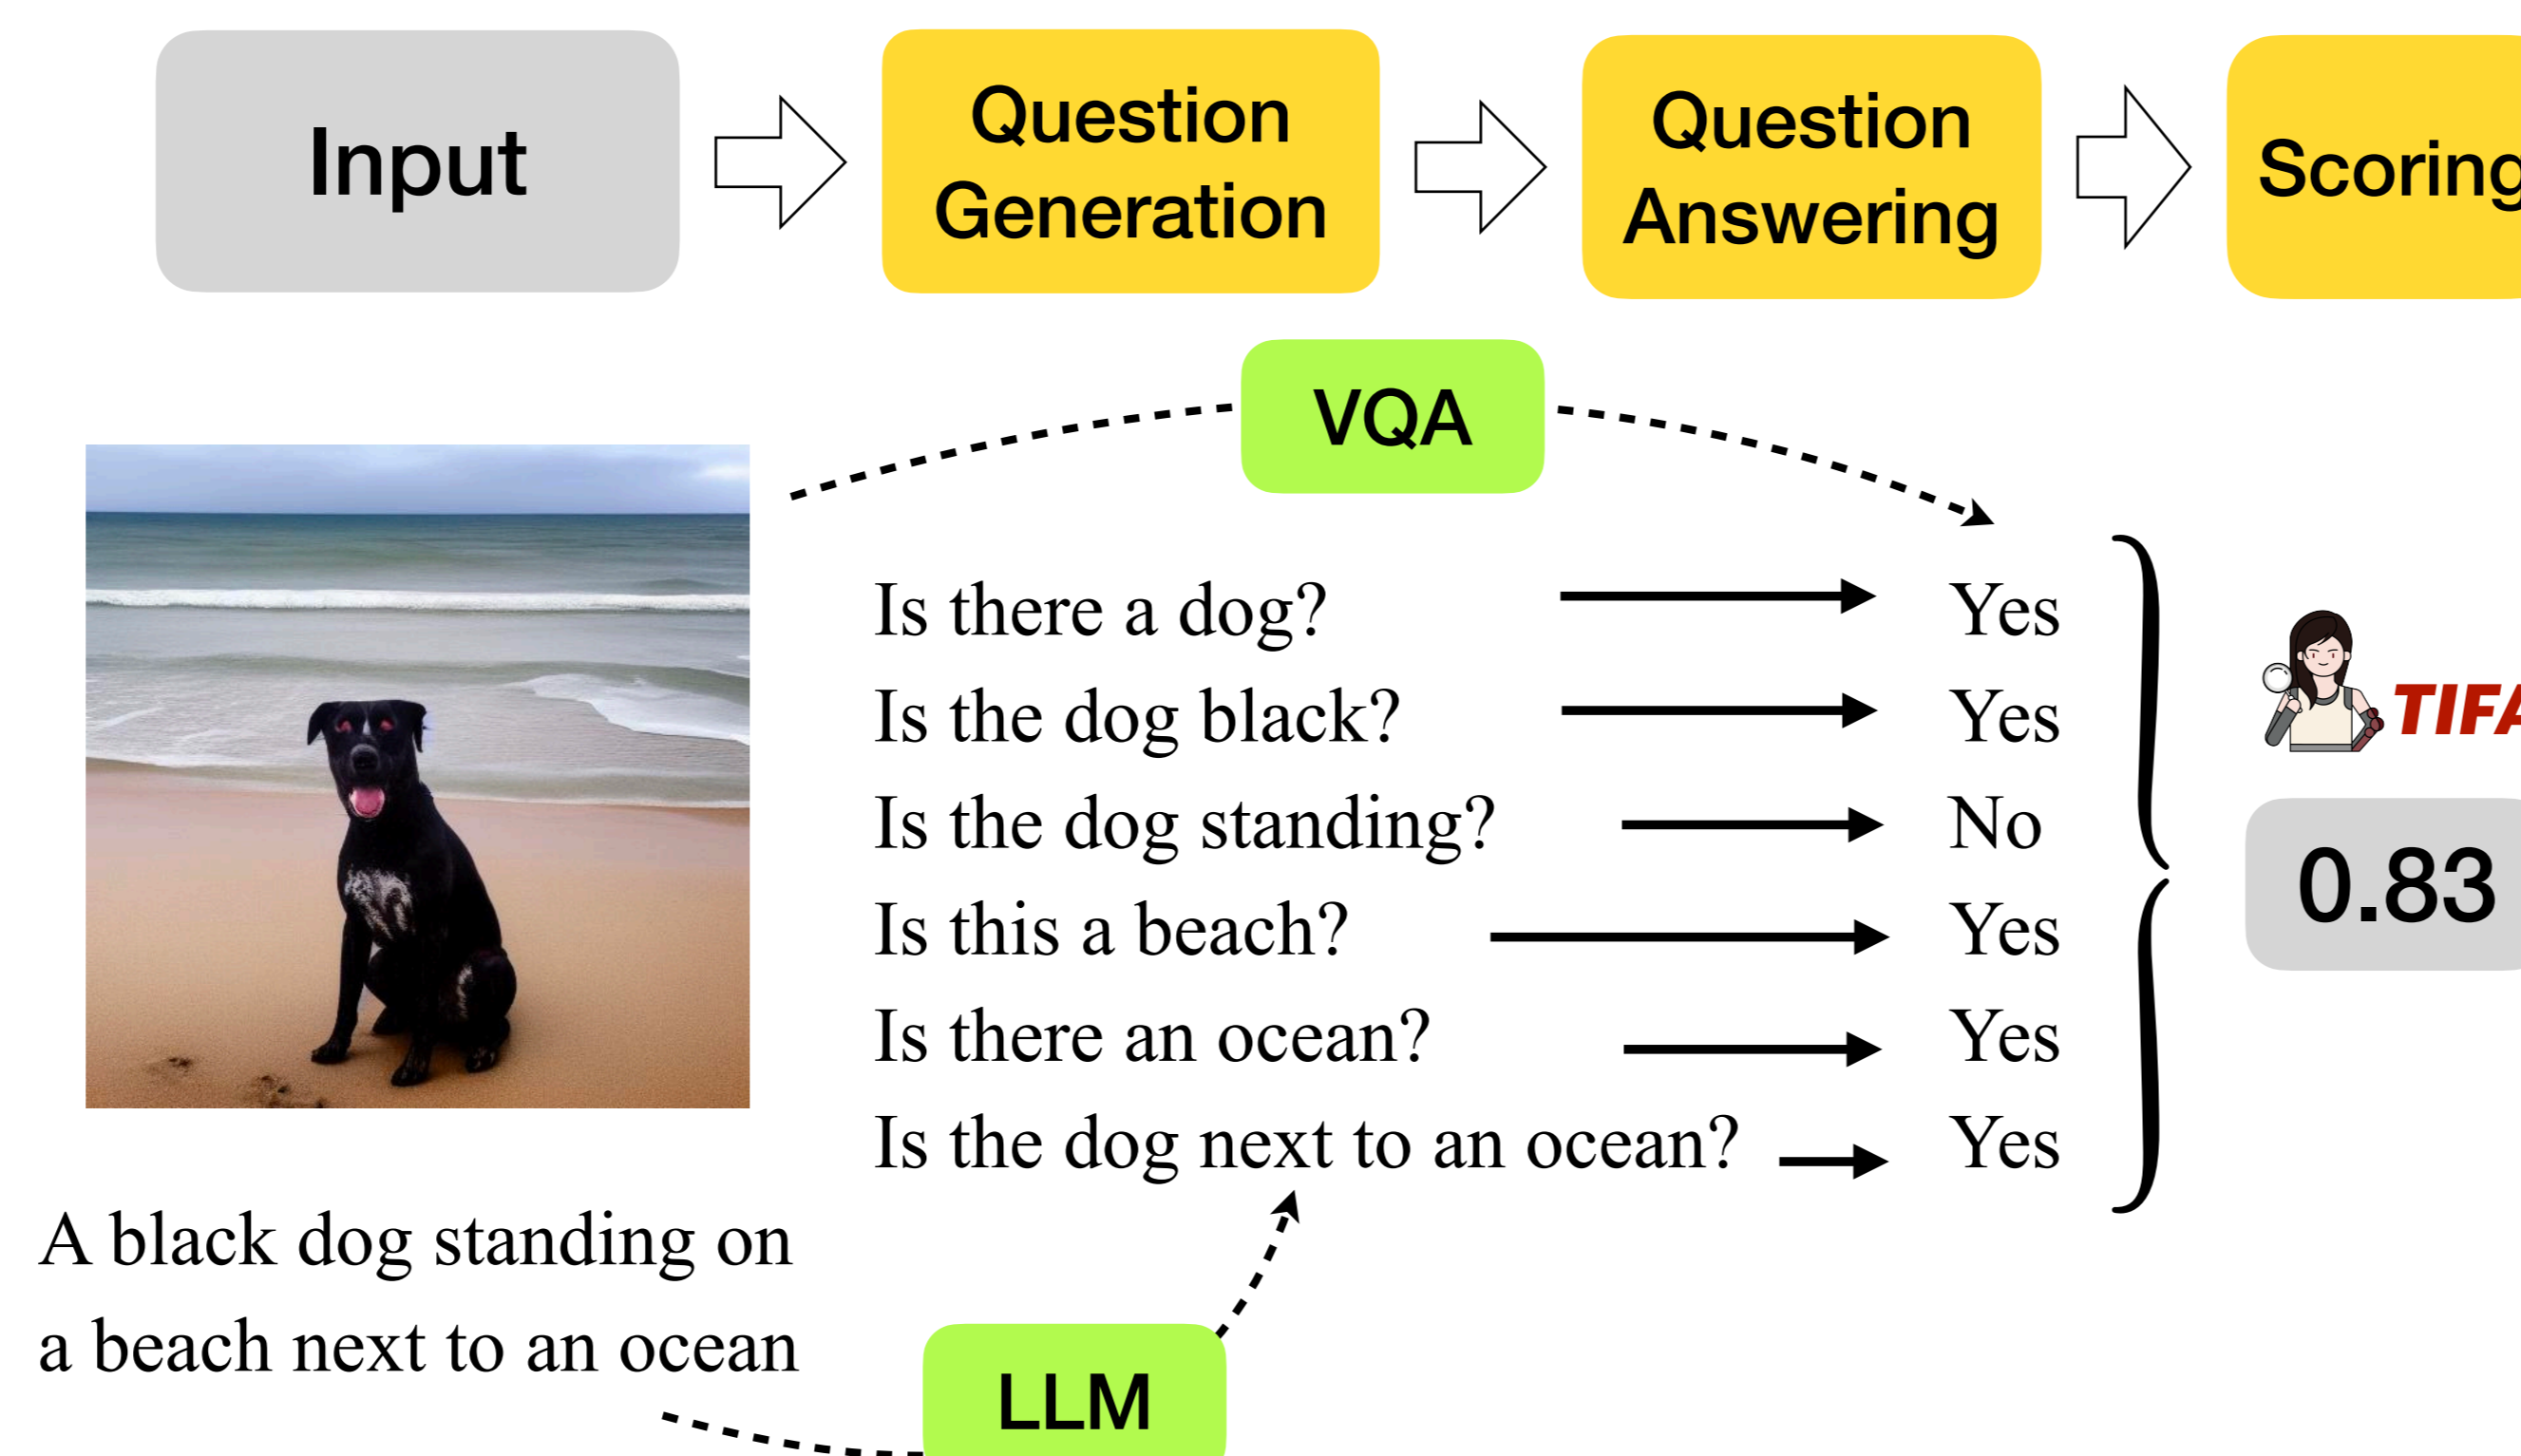 Input
Question
Generation
Question
Answering
Scoring
VQA
Is there a dog?
Yes
Is the dog black?
Yes
Is the dog standing?
No
Is this a beach?
Yes
Is there an ocean?
Yes
Is the dog next to an ocean?
Yes
TIFA
0.83
A black dog standing on
a beach next to an ocean
LLM